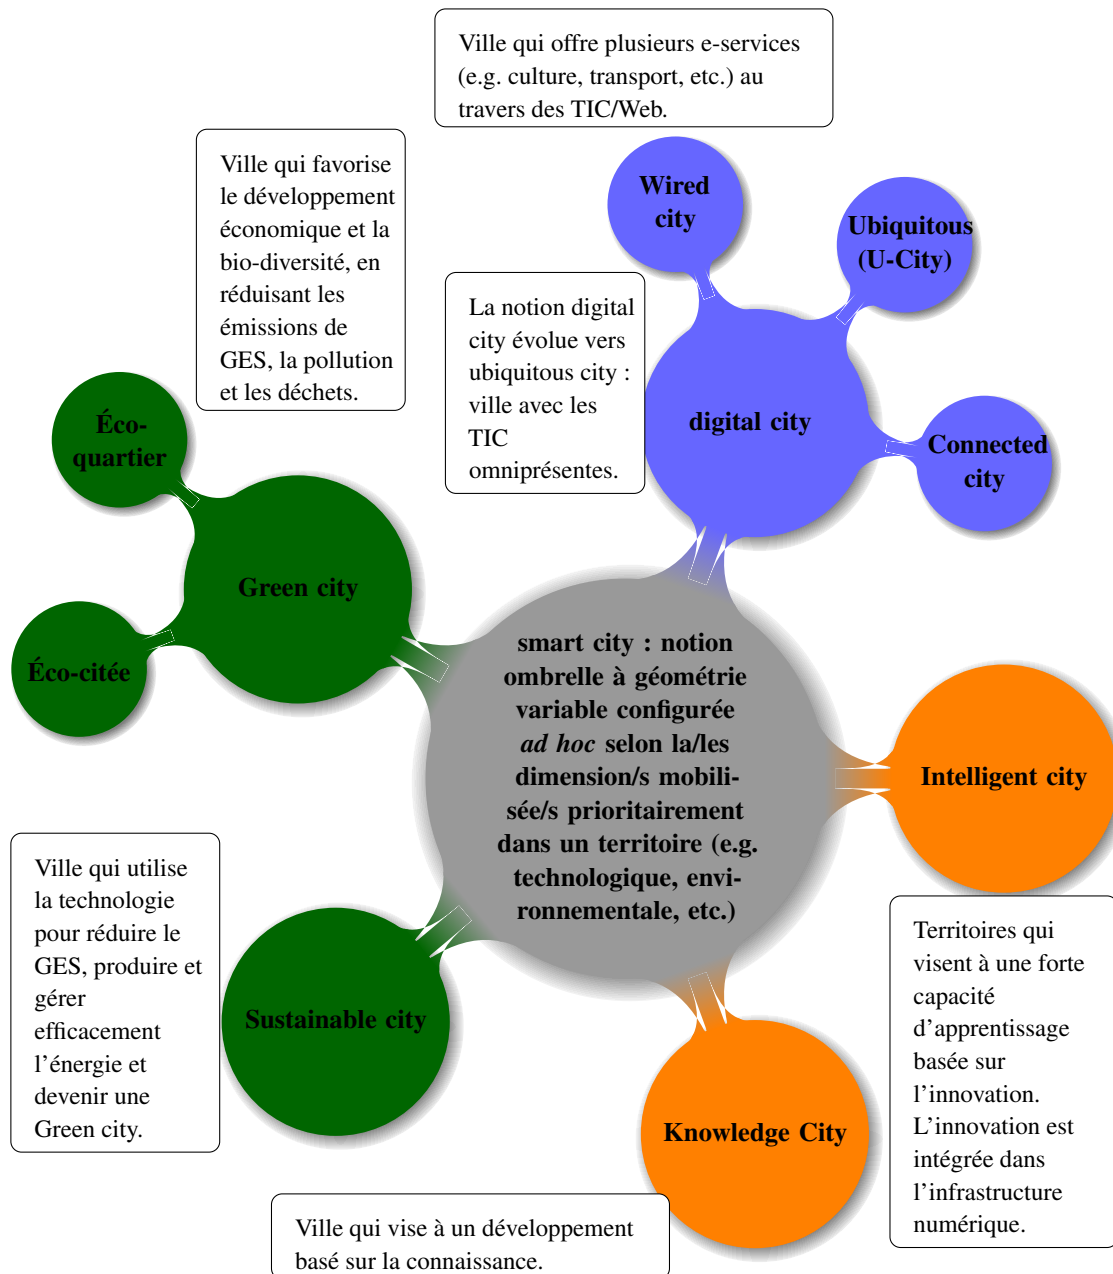 Ville qui offre plusieurs e-services
(e.g. culture, transport, etc.) au
travers des TIC/Web.
Ville qui favorise
le développement
économique et la
bio-diversité, en
réduisant les
émissions de
GES, la pollution
et les déchets.
Wired
city
Ubiquitous
(U-City)
La notion digital
city évolue vers
ubiquitous city :
ville avec les
TIC
omniprésentes.
digital city
Connected
city
Éco-
quartier
Green city
Éco-citée
smart city : notion
ombrelle à géométrie
variable configurée
ad hoc selon la/les
dimension/s mobili-
sée/s prioritairement
dans un territoire (e.g.
technologique, envi-
ronnementale, etc.)
Intelligent city
Ville qui utilise
la technologie
pour réduire le
GES, produire et
gérer
efficacement
l'énergie et
devenir une
Green city.
Sustainable city
Territoires qui
visent à une forte
capacité
d'apprentissage
basée sur
l'innovation.
L'innovation est
intégrée dans
l'infrastructure
numérique.
Knowledge City
Ville qui vise à un développement
basé sur la connaissance.